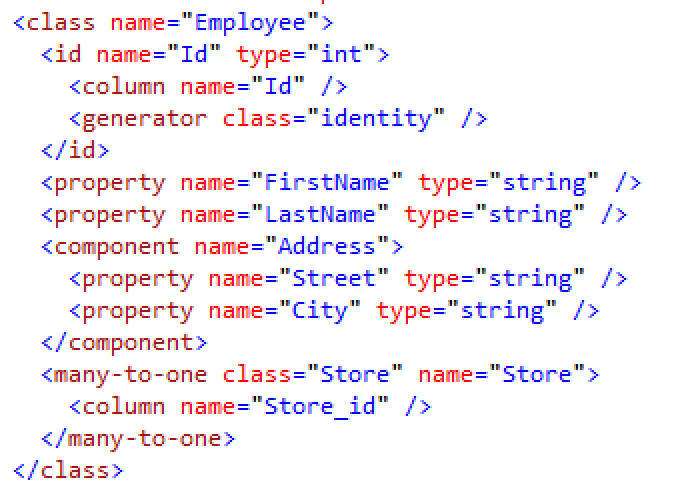 <class name="Employee">
<id name="Id" type="int">
<column name="Id" />
<generator class="identity" />
</id>
<property name="FirstName" type="string" />
<property name="LastName" type="string" />
<component name="Address">
<property name="Street" type="string" />
<property name="City" type="string" />
</component>
<many-to-one class="Store" name="Store">
<column name="Store_id" />
</many-to-one>
</class>